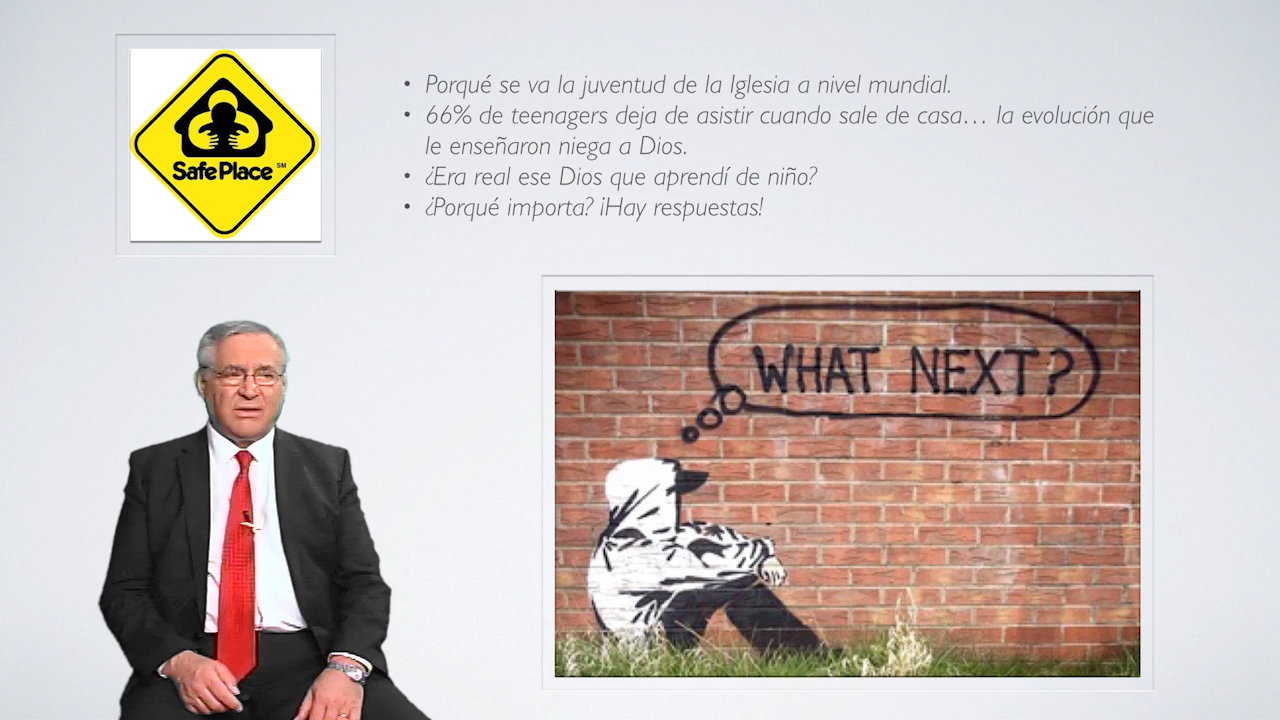 Safe Place SM
• Porqué se va la juventud de la Iglesia a nivel mundial.
• 66% de teenagers deja de asistir cuando sale de casa… la evolución que
le enseñaron niega a Dios.
• ¿Era real ese Dios que aprendí de niño?
• ¿Porqué importa? ¡Hay respuestas!
WHAT NEXT?